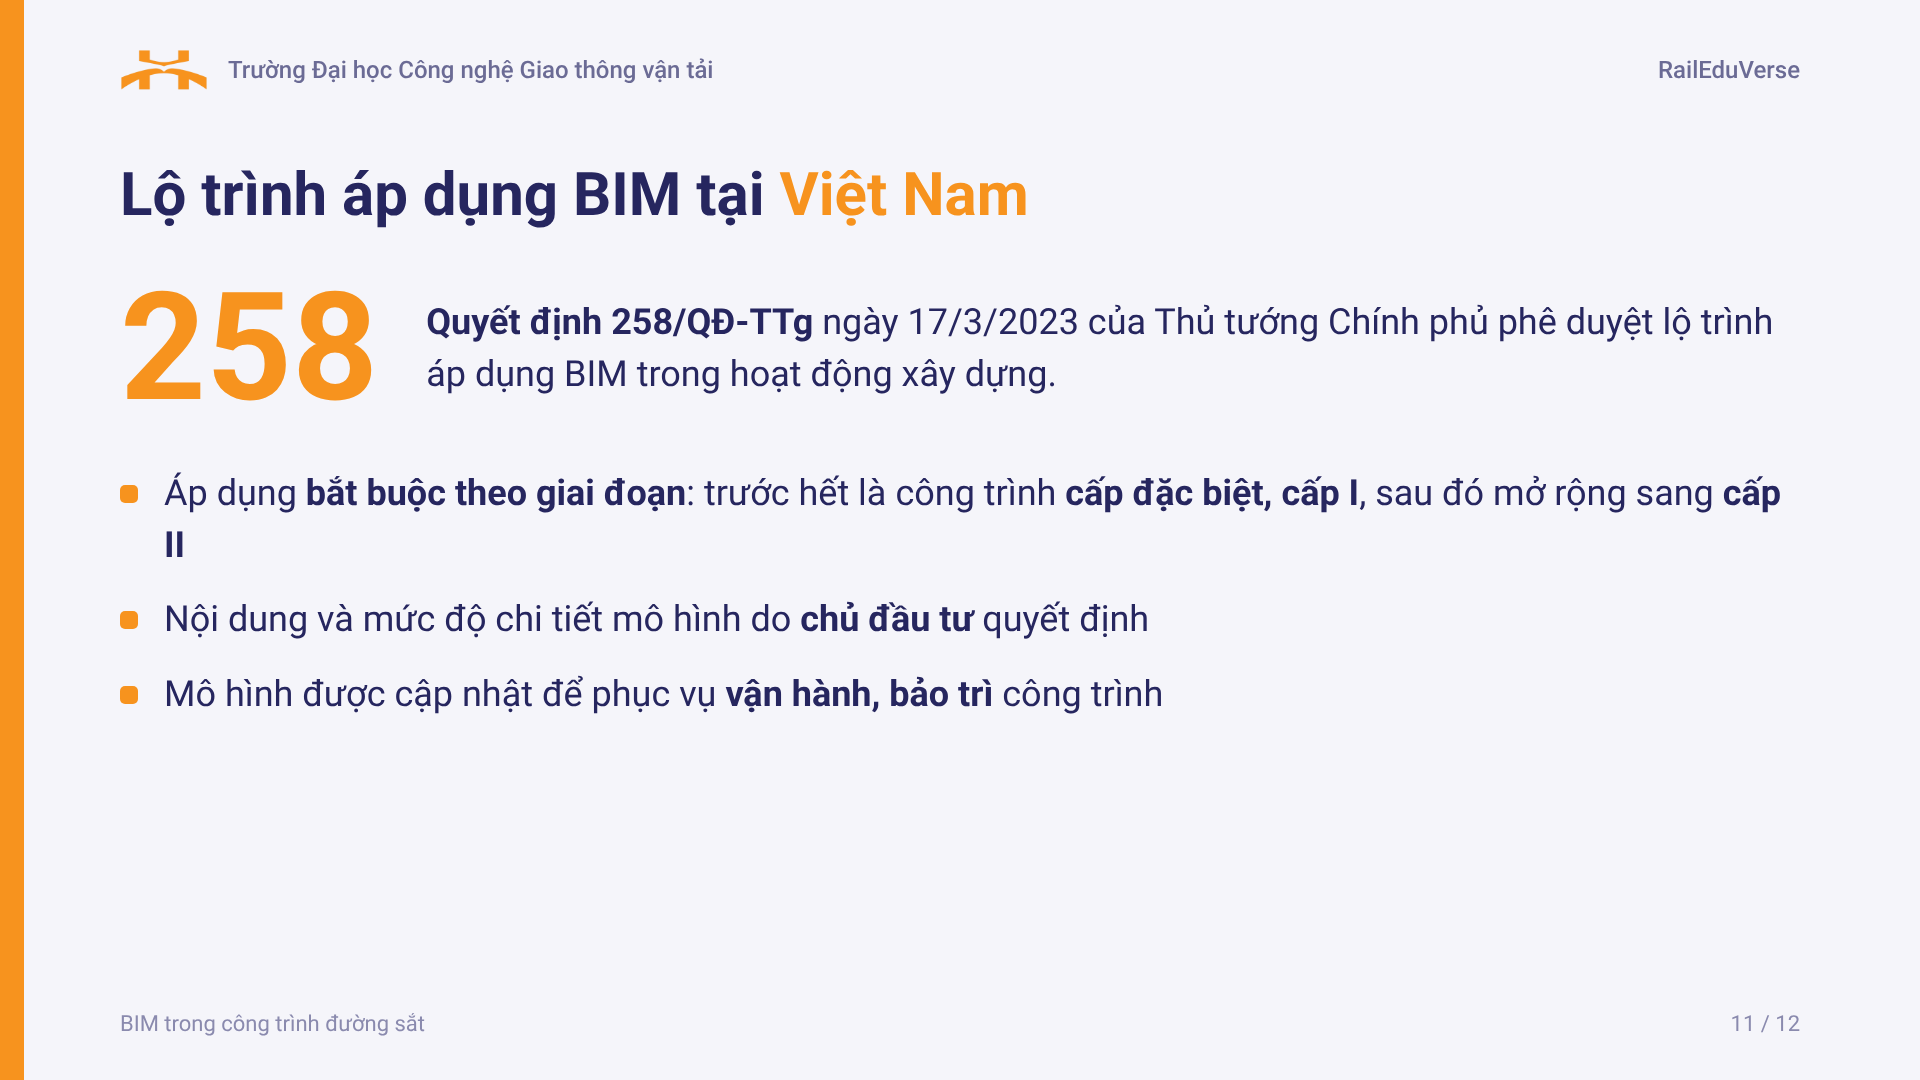 Trường Đại học Công nghệ Giao thông vận tải
RailEduVerse
Lộ trình áp dụng BIM tại Việt Nam
258
Quyết định 258/QĐ-TTg ngày 17/3/2023 của Thủ tướng Chính phủ phê duyệt lộ trình
áp dụng BIM trong hoạt động xây dựng.
Áp dụng bắt buộc theo giai đoạn: trước hết là công trình cấp đặc biệt, cấp I, sau đó mở rộng sang cấp
II
Nội dung và mức độ chi tiết mô hình do chủ đầu tư quyết định
Mô hình được cập nhật để phục vụ vận hành, bảo trì công trình
BIM trong công trình đường sắt
11 / 12